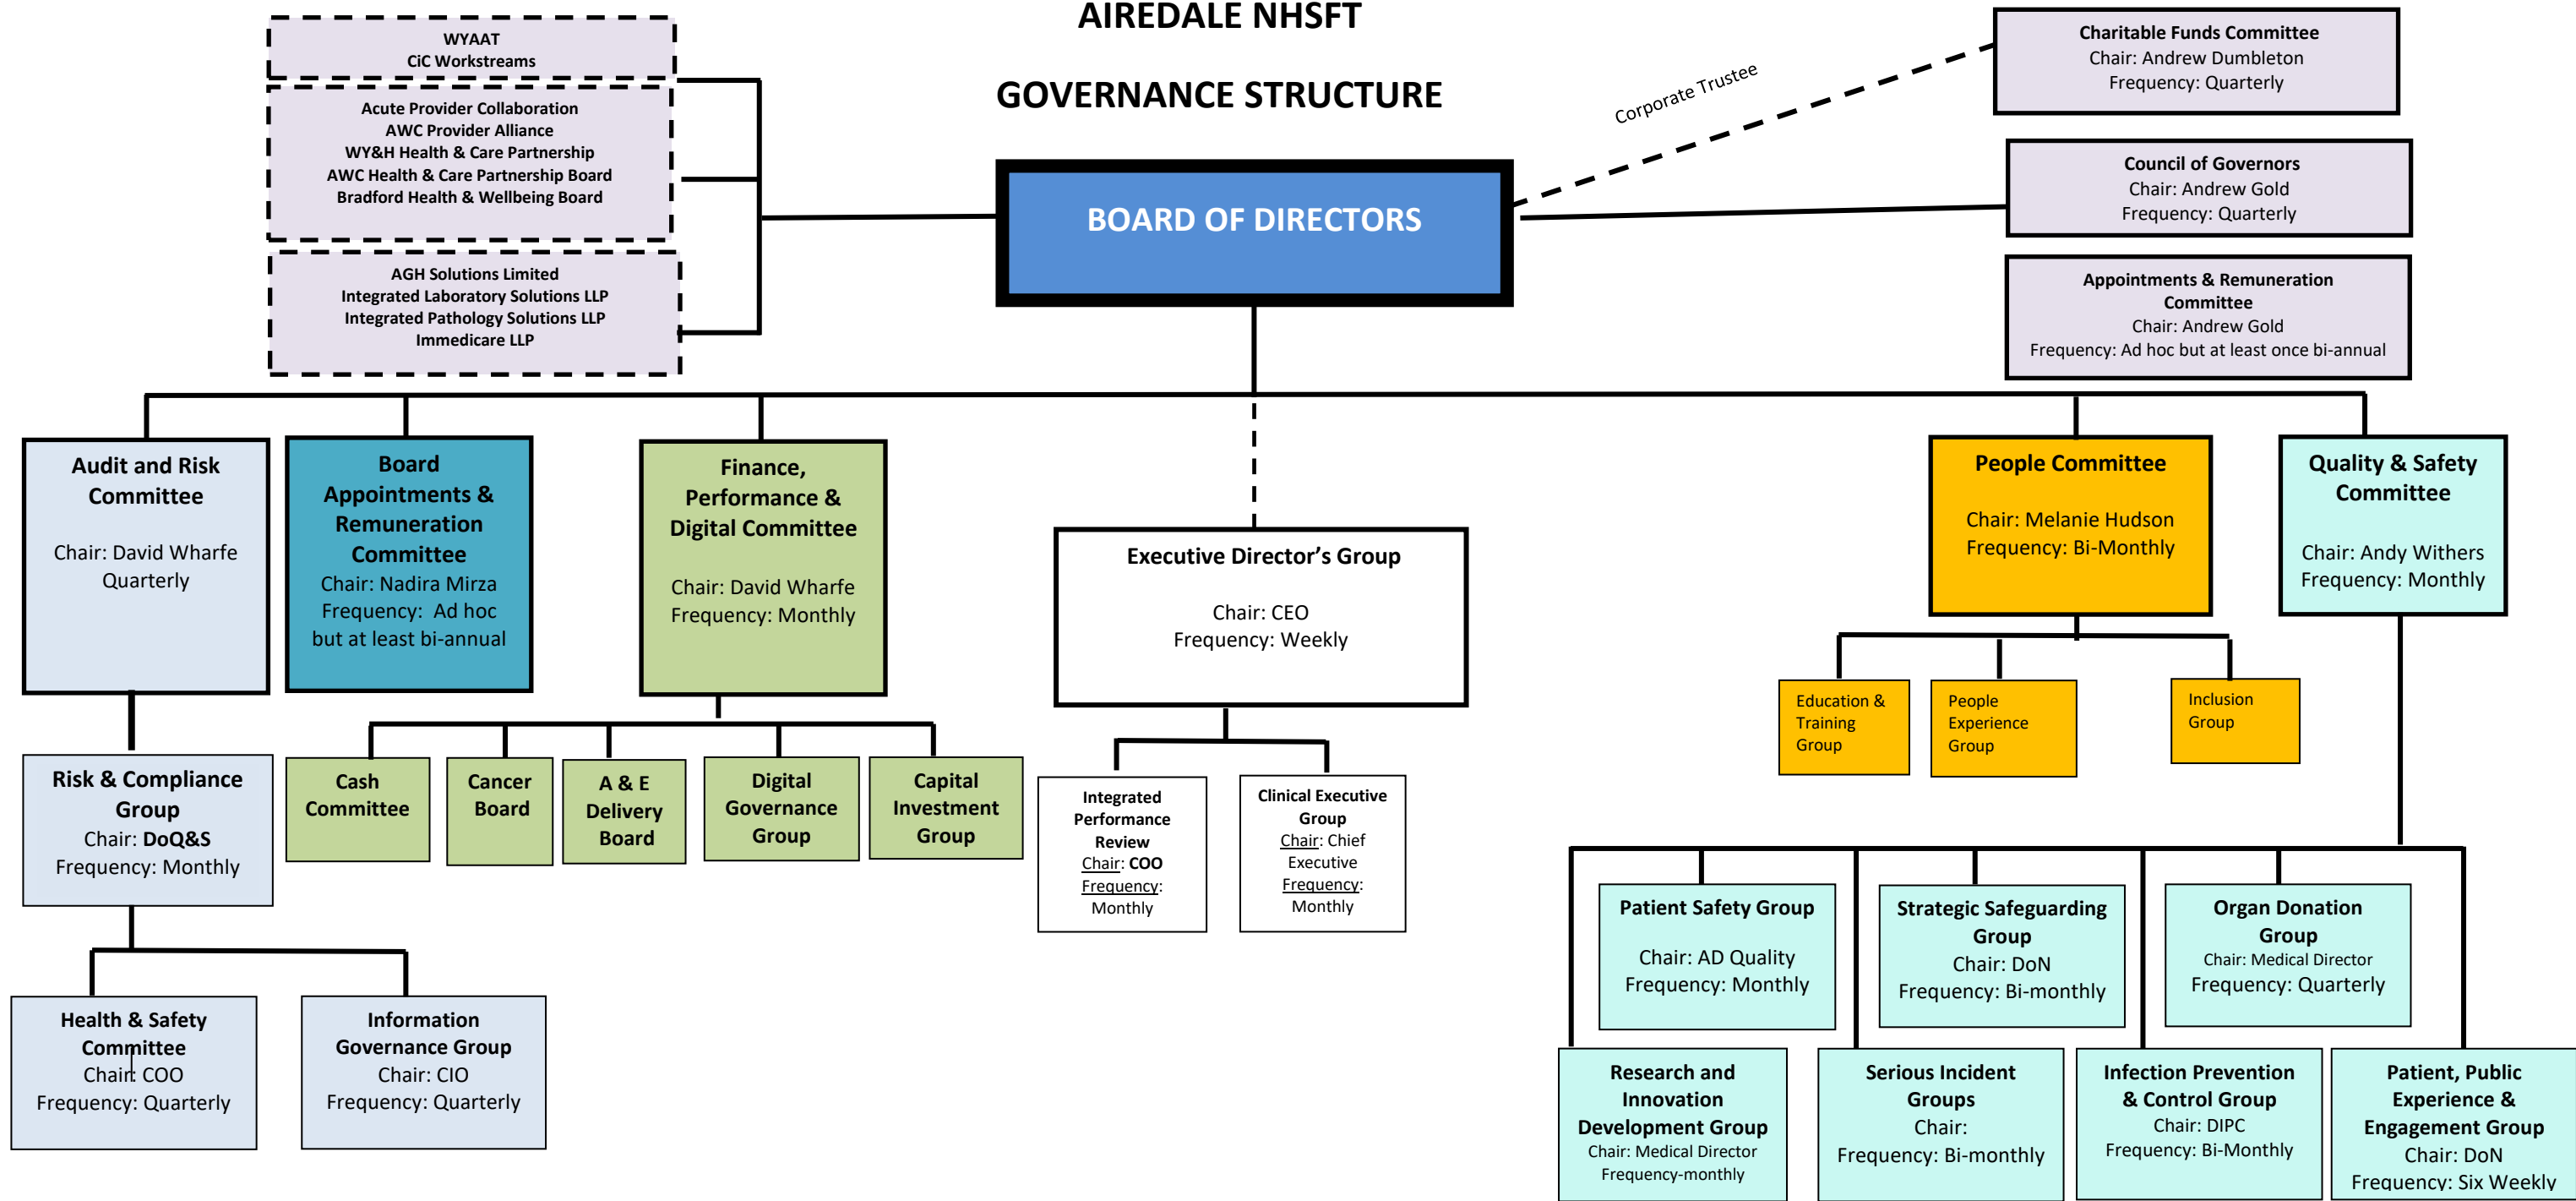 AIREDALE NHSFT
GOVERNANCE STRUCTURE
WYAAT
CiC Workstreams
Acute Provider Collaboration
AWC Provider Alliance
WY&H Health & Care Partnership
AWC Health & Care Partnership Board
Bradford Health & Wellbeing Board
AGH Solutions Limited
Integrated Laboratory Solutions LLP
Integrated Pathology Solutions LLP
Immedicare LLP
BOARD OF DIRECTORS
Corporate Trustee
Charitable Funds Committee
Chair: Andrew Dumbleton
Frequency: Quarterly
Council of Governors
Chair: Andrew Gold
Frequency: Quarterly
Appointments & Remuneration
Committee
Chair: Andrew Gold
Frequency: Ad hoc but at least once bi-annual
Audit and Risk
Committee
Chair: David Wharfe
Quarterly
Board
Appointments &
Remuneration
Committee
Chair: Nadira Mirza
Frequency: Ad hoc
but at least bi-annual
Finance,
Performance &
Digital Committee
Chair: David Wharfe
Frequency: Monthly
Executive Director’s Group
Chair: CEO
Frequency: Weekly
People Committee
Chair: Melanie Hudson
Frequency: Bi-Monthly
Quality & Safety
Committee
Chair: Andy Withers
Frequency: Monthly
Education &
Training
Group
People
Experience
Group
Inclusion
Group
Risk & Compliance
Group
Chair: DoQ&S
Frequency: Monthly
Cash
Committee
Cancer
Board
A & E
Delivery
Board
Digital
Governance
Group
Capital
Investment
Group
Integrated
Performance
Review
Chair: COO
Frequency:
Monthly
Clinical Executive
Group
Chair: Chief
Executive
Frequency:
Monthly
Health & Safety
Committee
Chair: COO
Frequency: Quarterly
Information
Governance Group
Chair: CIO
Frequency: Quarterly
Patient Safety Group
Chair: AD Quality
Frequency: Monthly
Strategic Safeguarding
Group
Chair: DoN
Frequency: Bi-monthly
Organ Donation
Group
Chair: Medical Director
Frequency: Quarterly
Research and
Innovation
Development Group
Chair: Medical Director
Frequency-monthly
Serious Incident
Groups
Chair:
Frequency: Bi-monthly
Infection Prevention
& Control Group
Chair: DIPC
Frequency: Bi-Monthly
Patient, Public
Experience &
Engagement Group
Chair: DoN
Frequency: Six Weekly